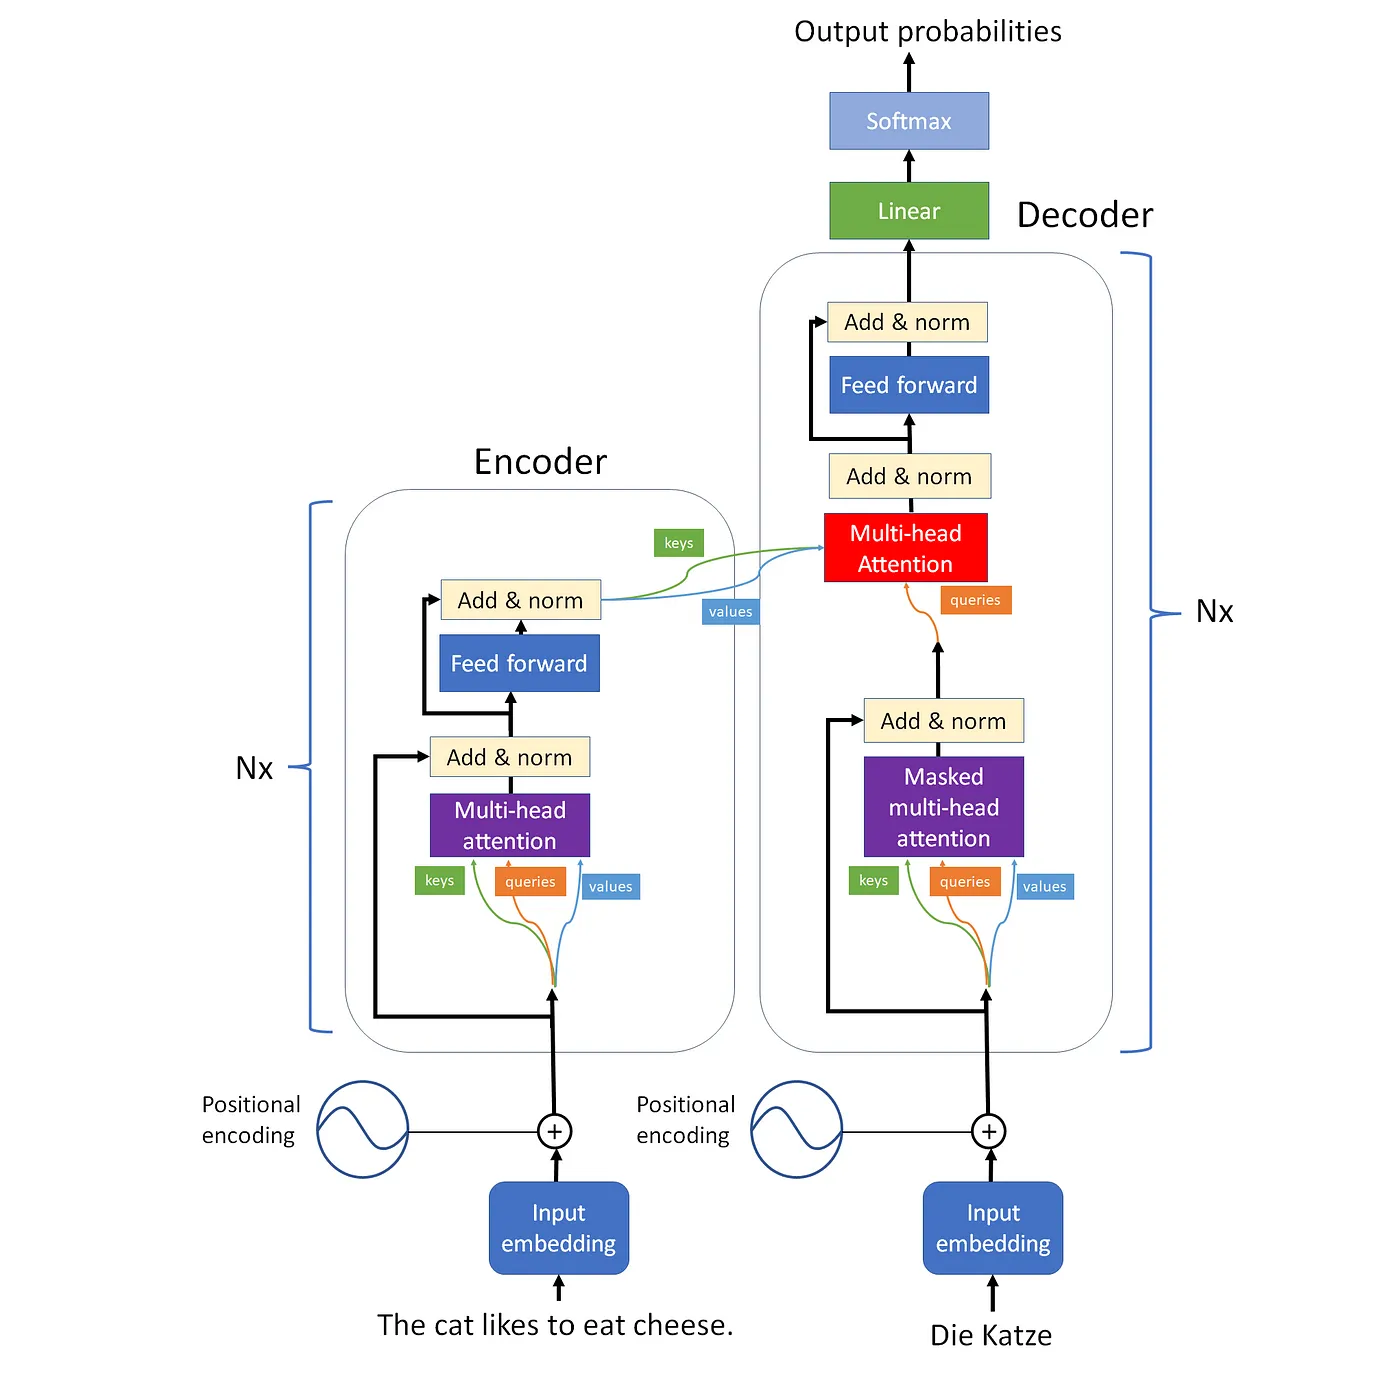 Output probabilities
Softmax
Linear
Decoder
Add & norm
Feed forward
Add & norm
Multi-head
Attention
queries
Nx
Add & norm
Masked
multi-head
attention
keys
queries
values
Encoder
keys
values
Add & norm
Feed forward
Add & norm
Nx
Multi-head
attention
keys
queries
values
Positional
encoding
Positional
encoding
Input
embedding
Input
embedding
The cat likes to eat cheese.
Die Katze